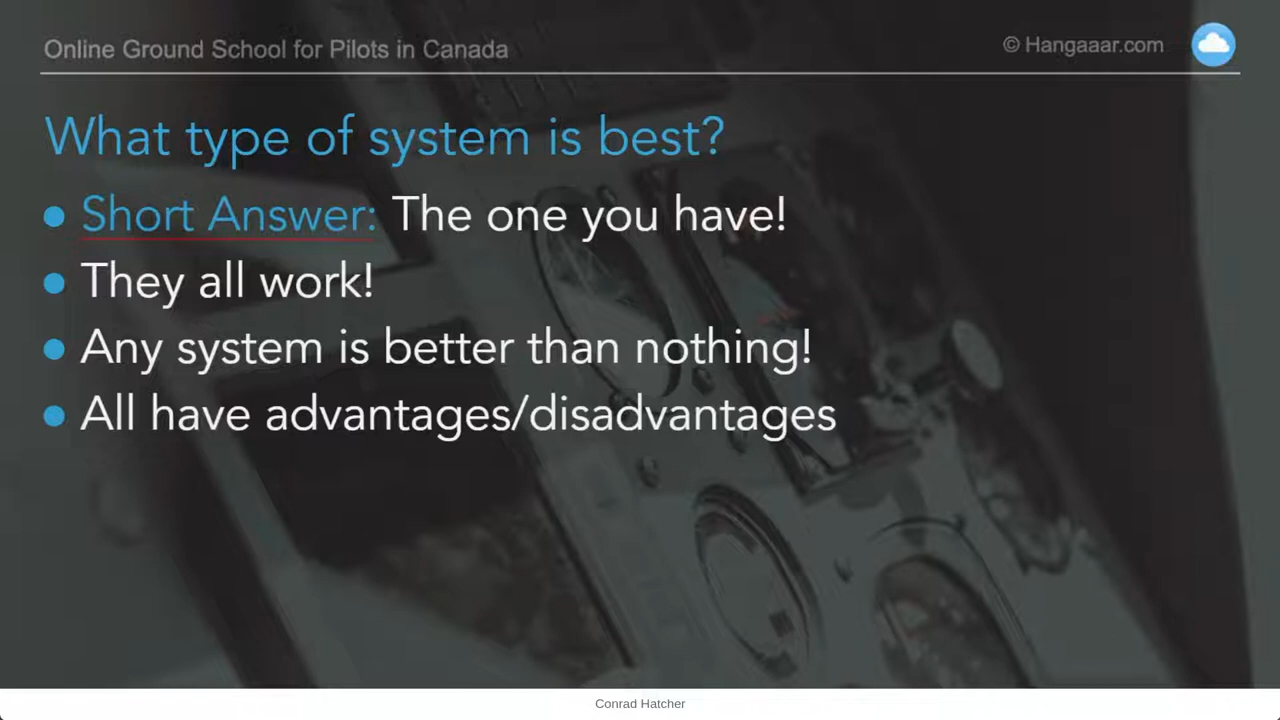 Online Ground School for Pilots in Canada
© Hangaaar.com
What type of system is best?
Short Answer: The one you have!
They all work!
Any system is better than nothing!
All have advantages/disadvantages
Conrad Hatcher